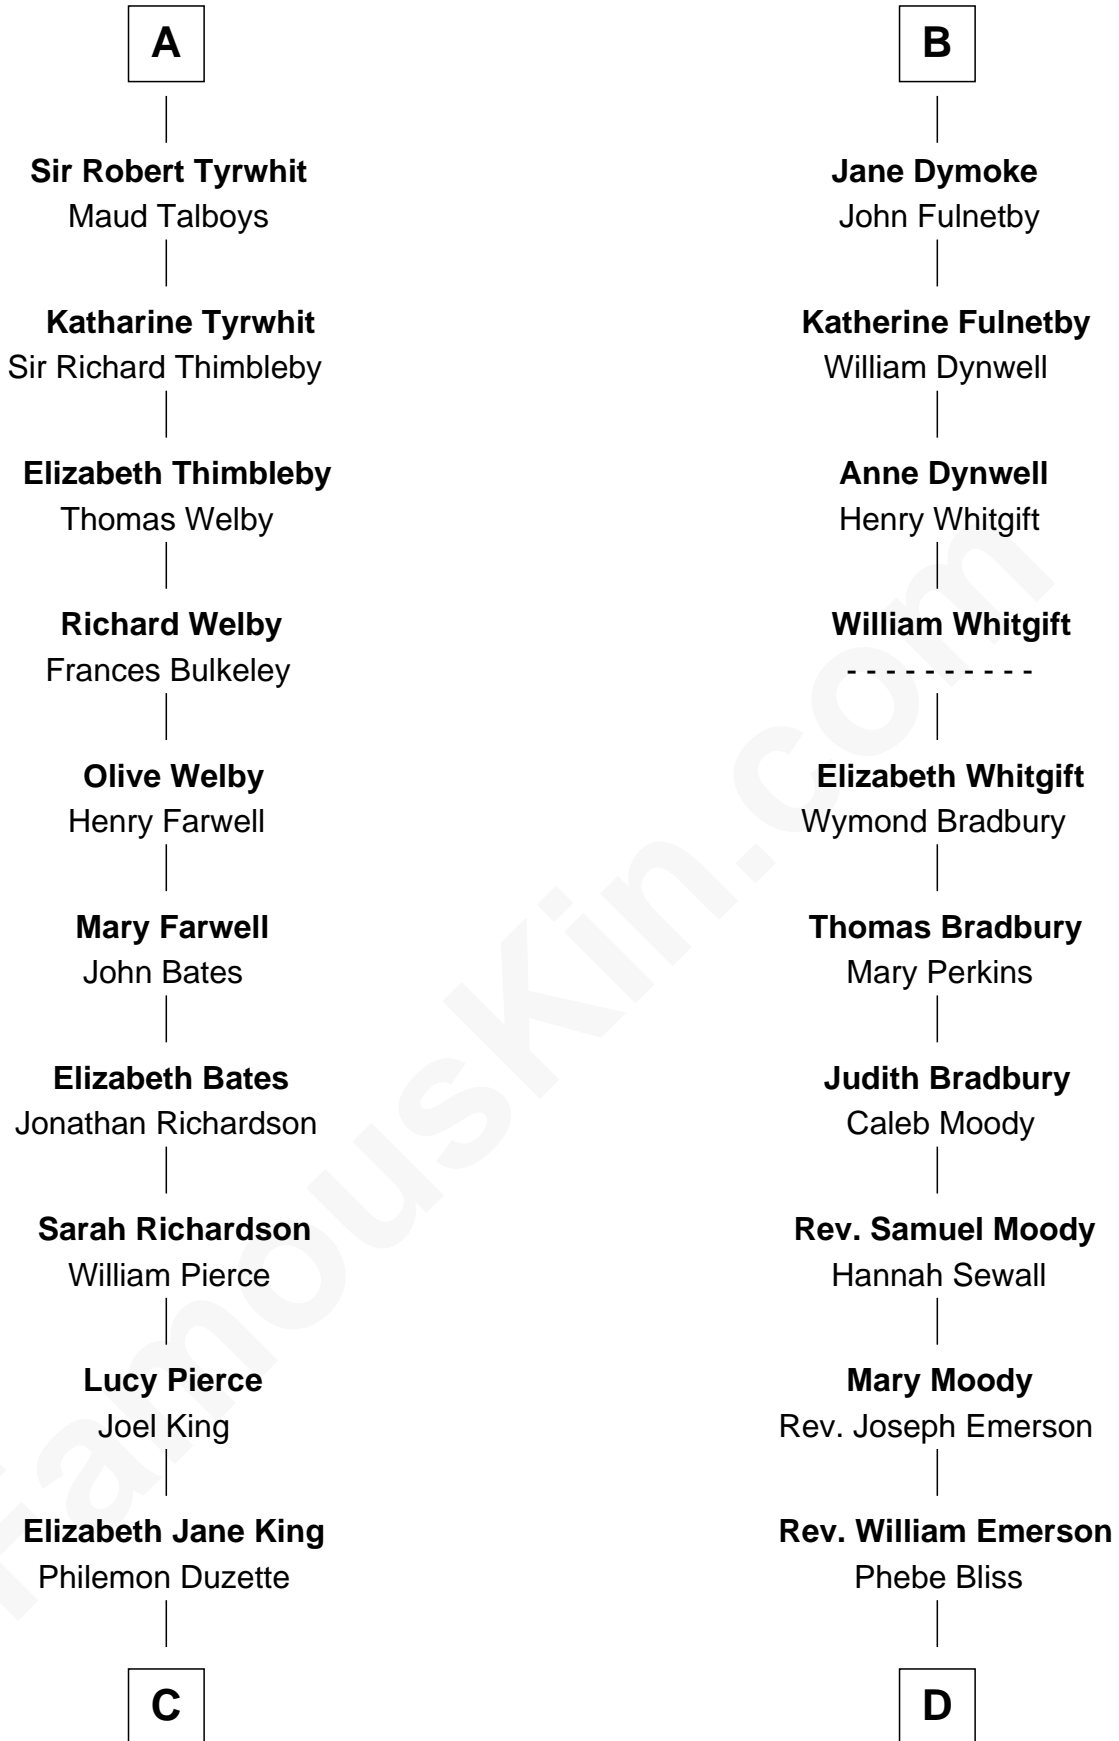 A
Sir Robert Tyrwhit
Maud Talboys
Katharine Tyrwhit
Sir Richard Thimbleby
Elizabeth Thimbleby
Thomas Welby
Richard Welby
Frances Bulkeley
Olive Welby
Henry Farwell
Mary Farwell
John Bates
Elizabeth Bates
Jonathan Richardson
Sarah Richardson
William Pierce
Lucy Pierce
Joel King
Elizabeth Jane King
Philemon Duzette
C
B
Jane Dymoke
John Fulnetby
Katherine Fulnetby
William Dynwell
Anne Dynwell
Henry Whitgift
William Whitgift
- - - - - - - - - -
Elizabeth Whitgift
Wymond Bradbury
Thomas Bradbury
Mary Perkins
Judith Bradbury
Caleb Moody
Rev. Samuel Moody
Hannah Sewall
Mary Moody
Rev. Joseph Emerson
Rev. William Emerson
Phebe Bliss
D
FamousKin.com